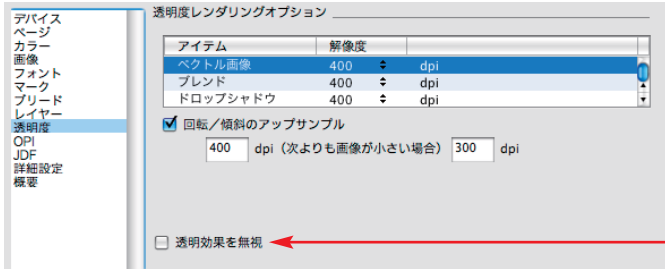 デバイス
ページ
カラー
画像
フォント
マーク
ブリード
レイヤー
透明度
OPI
JDF
詳細設定
概要
透明度レンダリングオプション
アイテム 解像度
ベクトル画像 400 dpi
ブレンド 400 dpi
ドロップシャドウ 400 dpi
回転／傾斜のアップサンプル
400 dpi（次よりも画像が小さい場合） 300 dpi
透明効果を無視